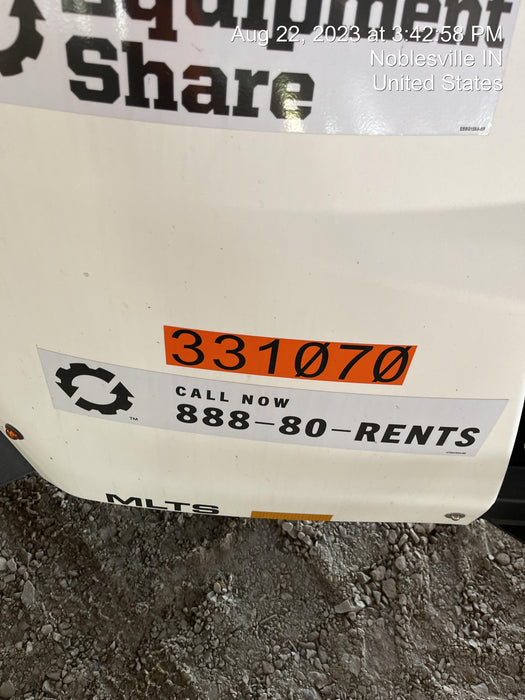 Equipment
Share
Aug 22, 2023 at 3:42:58 PM
Noblesville IN
United States
331070
CALL NOW
888-80-RENTS
TM
MLTS